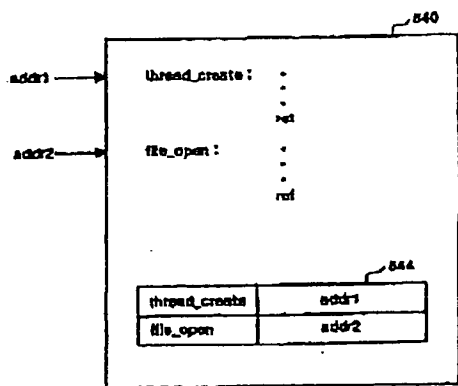 540
addr1
thread_create:
ret
addr2
file_open:
ret
544
thread_create addr1
file_open addr2